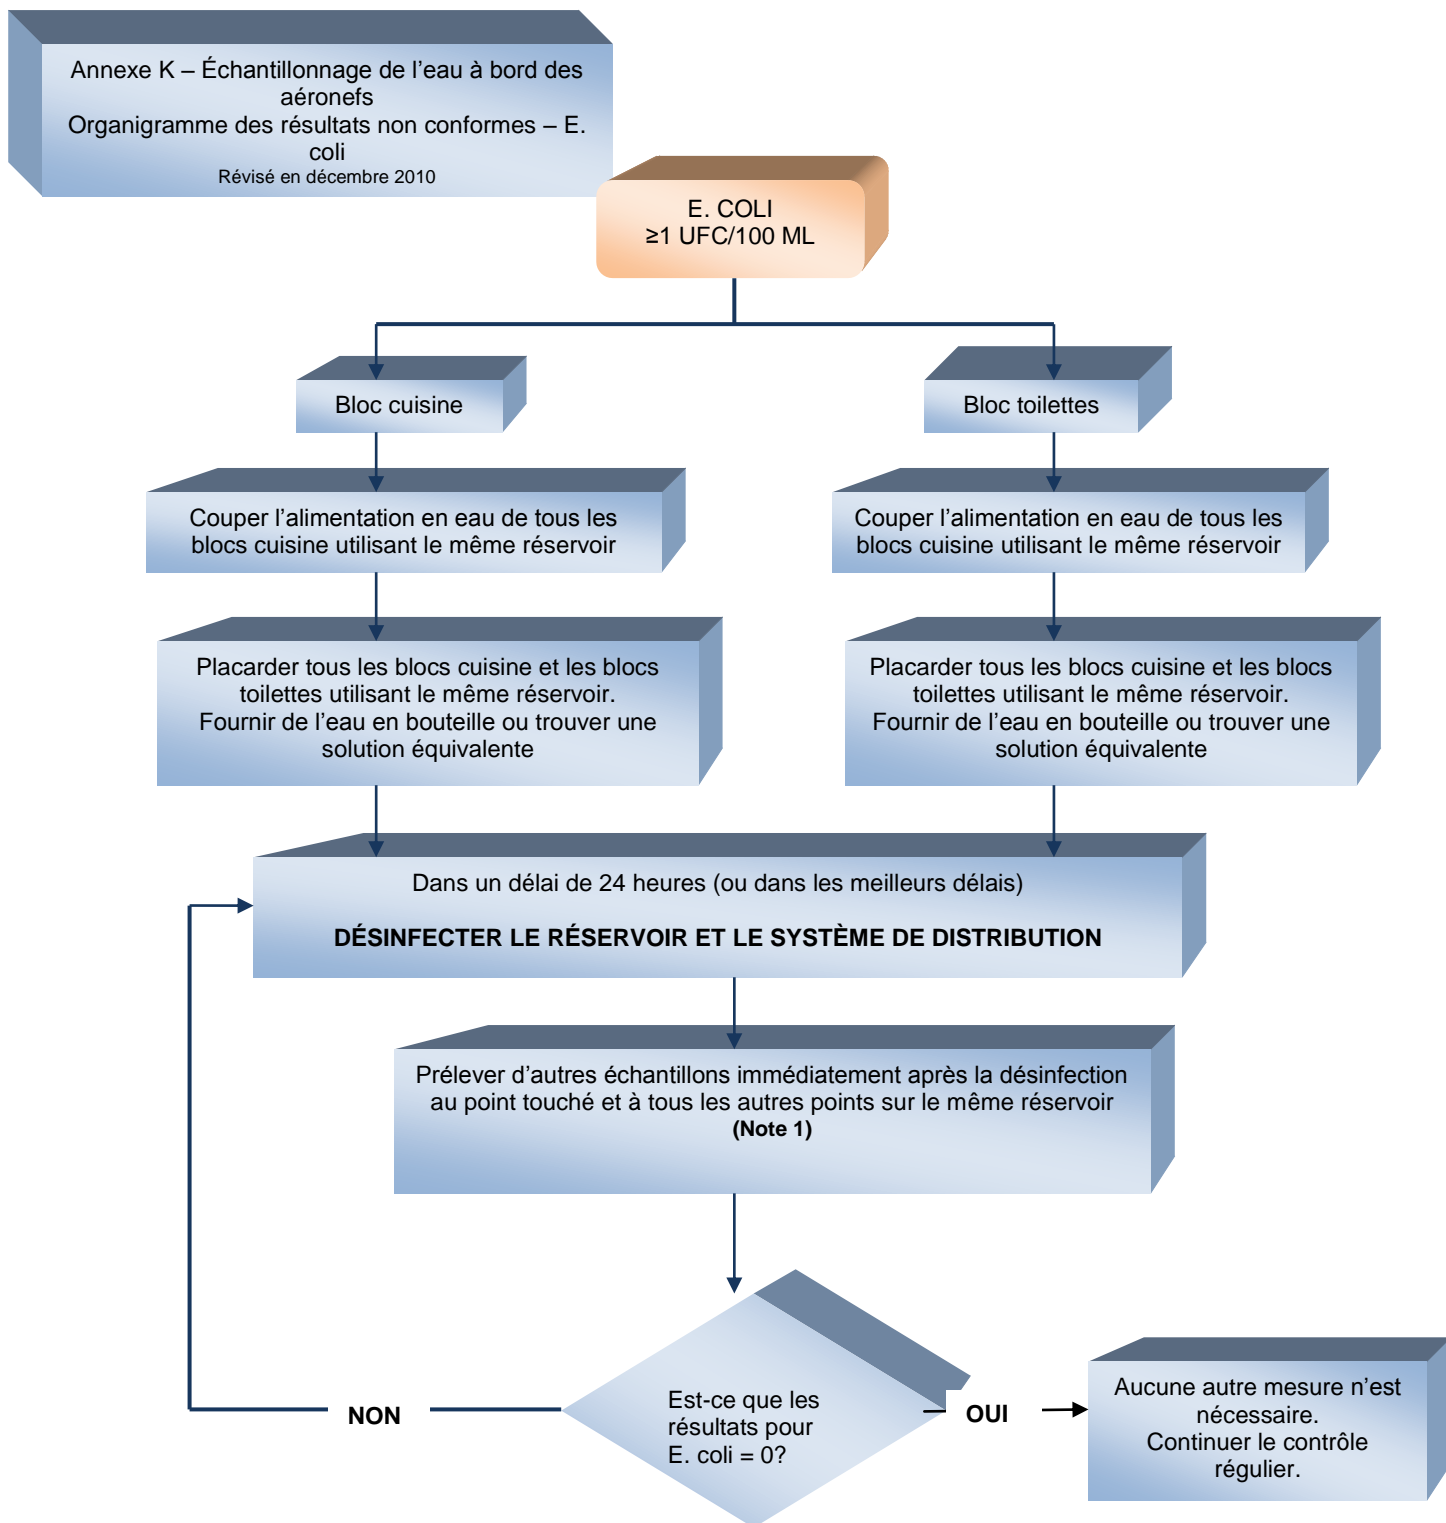 Annexe K – Échantillonnage de l’eau à bord des
aéronefs
Organigramme des résultats non conformes – E.
coli
Révisé en décembre 2010
E. COLI
≥1 UFC/100 ML
Bloc cuisine
Bloc toilettes
Couper l’alimentation en eau de tous les
blocs cuisine utilisant le même réservoir
Couper l’alimentation en eau de tous les
blocs cuisine utilisant le même réservoir
Placarder tous les blocs cuisine et les blocs
toilettes utilisant le même réservoir.
Fournir de l’eau en bouteille ou trouver une
solution équivalente
Placarder tous les blocs cuisine et les blocs
toilettes utilisant le même réservoir.
Fournir de l’eau en bouteille ou trouver une
solution équivalente
Dans un délai de 24 heures (ou dans les meilleurs délais)
DÉSINFECTER LE RÉSERVOIR ET LE SYSTÈME DE DISTRIBUTION
Prélever d’autres échantillons immédiatement après la désinfection
au point touché et à tous les autres points sur le même réservoir
(Note 1)
Est-ce que les
résultats pour
E. coli = 0?
NON
OUI
Aucune autre mesure n’est
nécessaire.
Continuer le contrôle
régulier.